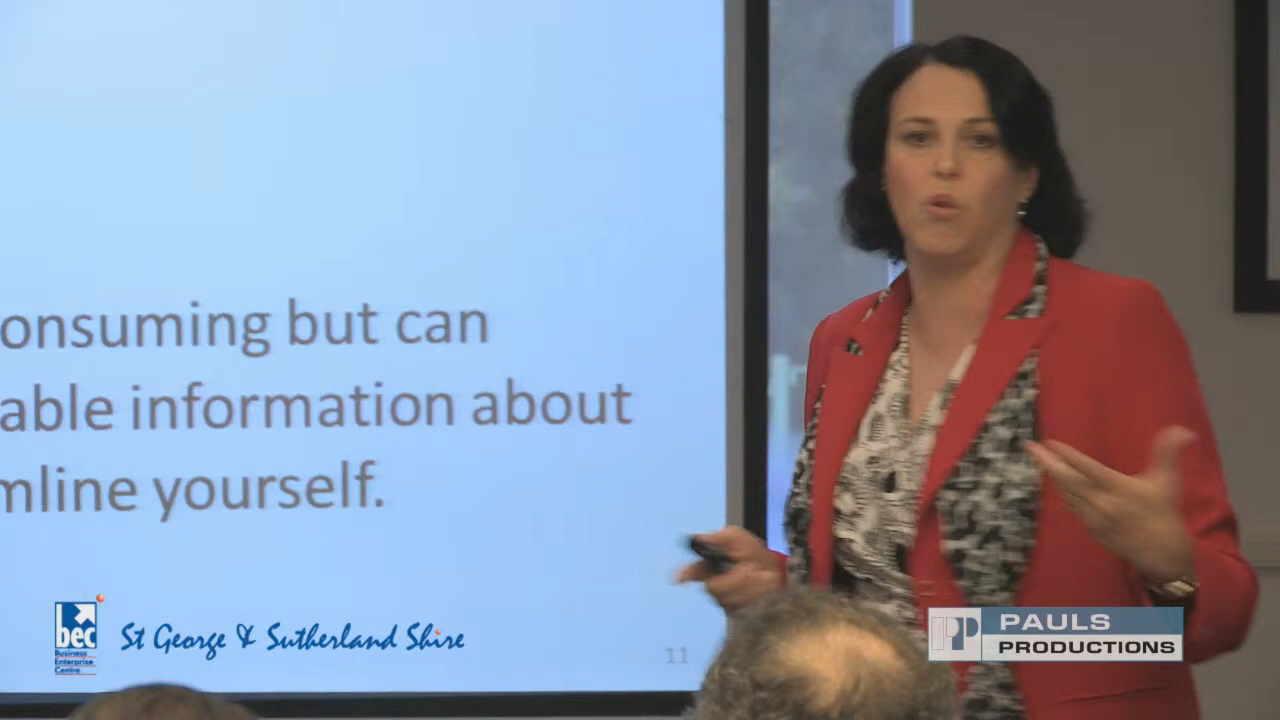 onsuming but can
able information about
mline yourself.
bec
Business
Enterprise
Centre
St George & Sutherland Shire
11
PP
PAULS
PRODUCTIONS